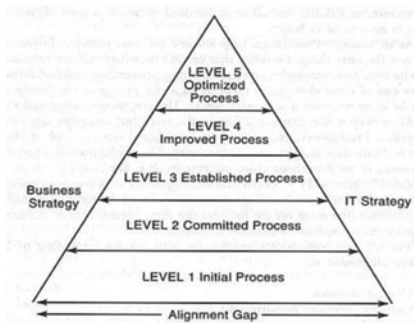 LEVEL 5
Optimized
Process
LEVEL 4
Improved Process
LEVEL 3 Established Process
Business
Strategy
IT Strategy
LEVEL 2 Committed Process
LEVEL 1 Initial Process
Alignment Gap